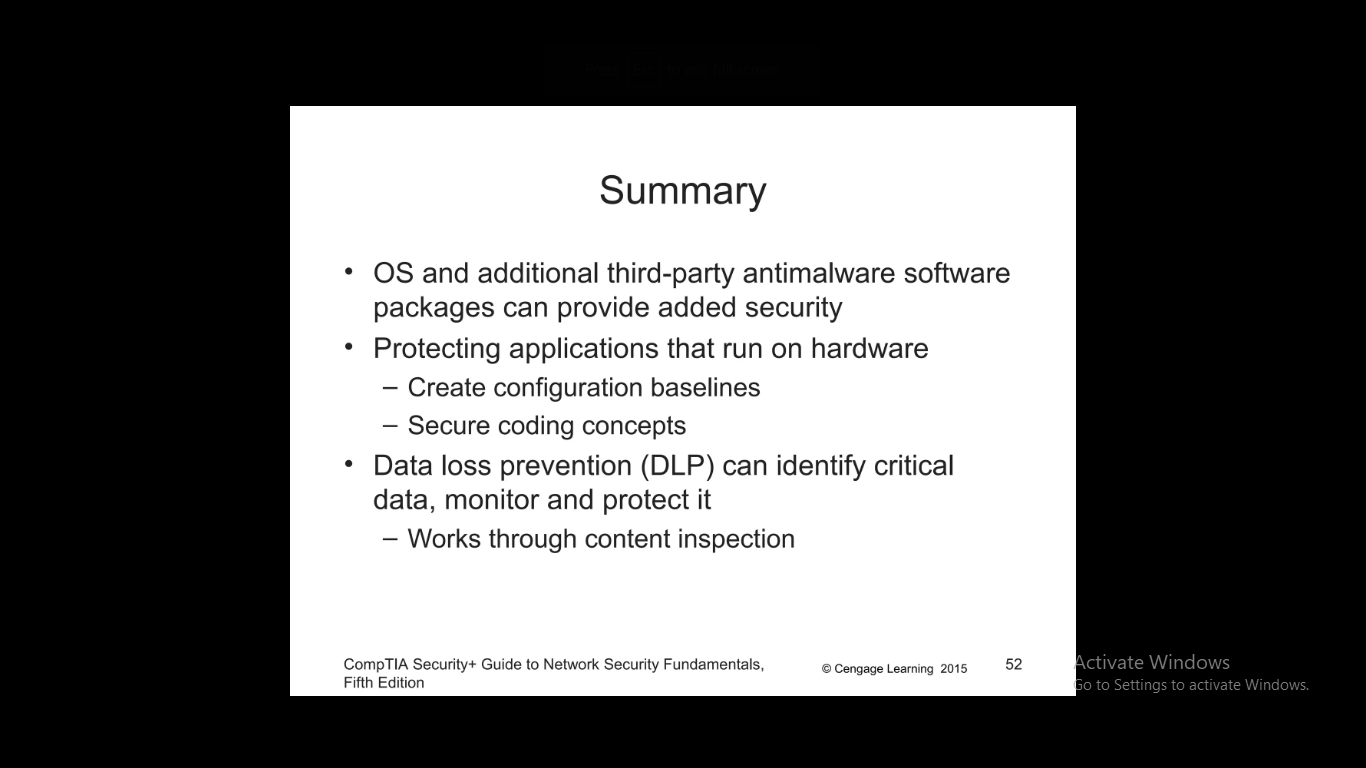 Summary
• OS and additional third-party antimalware software
packages can provide added security
• Protecting applications that run on hardware
– Create configuration baselines
– Secure coding concepts
• Data loss prevention (DLP) can identify critical
data, monitor and protect it
– Works through content inspection
CompTIA Security+ Guide to Network Security Fundamentals,
Fifth Edition
© Cengage Learning 2015
52
Activate Windows
Go to Settings to activate Windows.